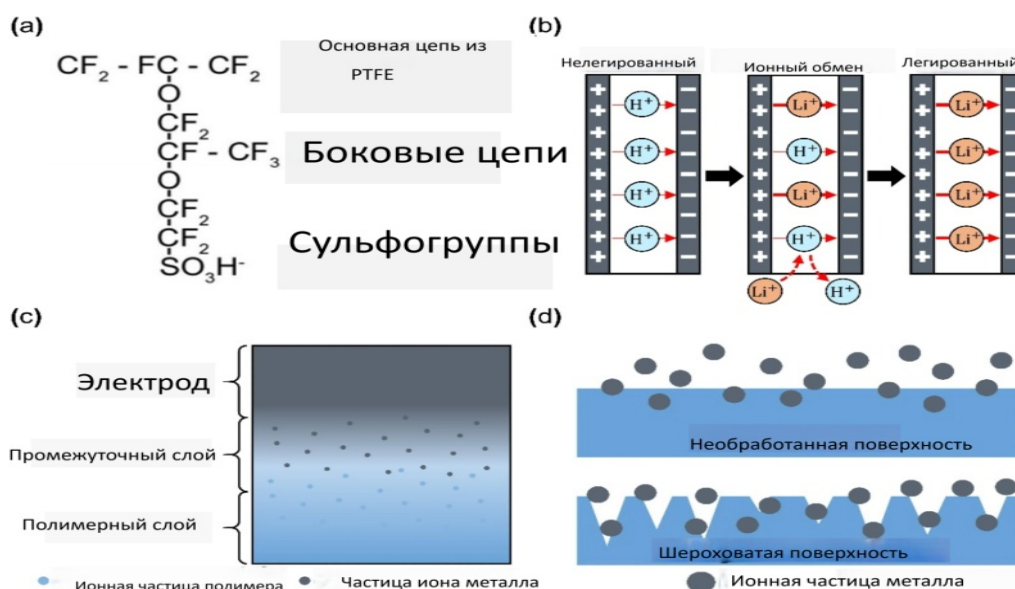 (a)
CF₂ - FC - CF₂
O
CF₂
CF - CF₃
O
CF₂
CF₂
SO₃H-
Основная цепь из
PTFE
Боковые цепи
Сульфогруппы
(b)
Нелегированный
Ионный обмен
Легированный
+ H⁺ −
+ H⁺ −
+ H⁺ −
+ H⁺ −
+ Li⁺ −
+ H⁺ −
+ Li⁺ −
+ H⁺ −
Li⁺ H⁺
+ Li⁺ −
+ Li⁺ −
+ Li⁺ −
+ Li⁺ −
(c)
Электрод
Промежуточный слой
Полимерный слой
Ионная частица полимера
Частица иона металла
(d)
Необработанная поверхность
Шероховатая поверхность
Ионная частица металла